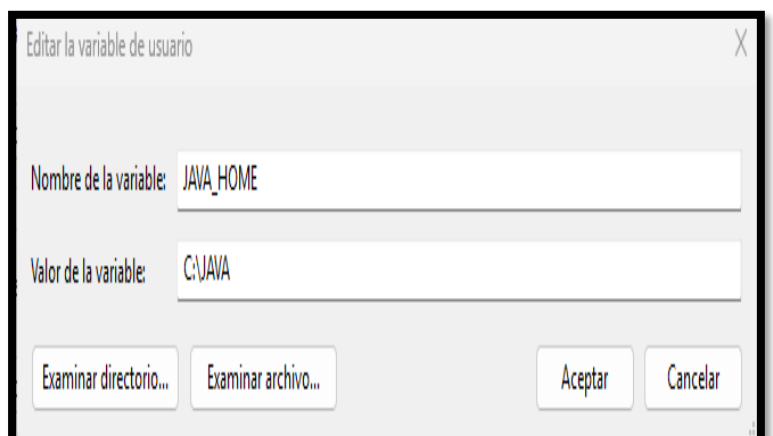 Editar la variable de usuario
Nombre de la variable: JAVA_HOME
Valor de la variable: C:\JAVA
Examinar directorio... Examinar archivo... Aceptar Cancelar